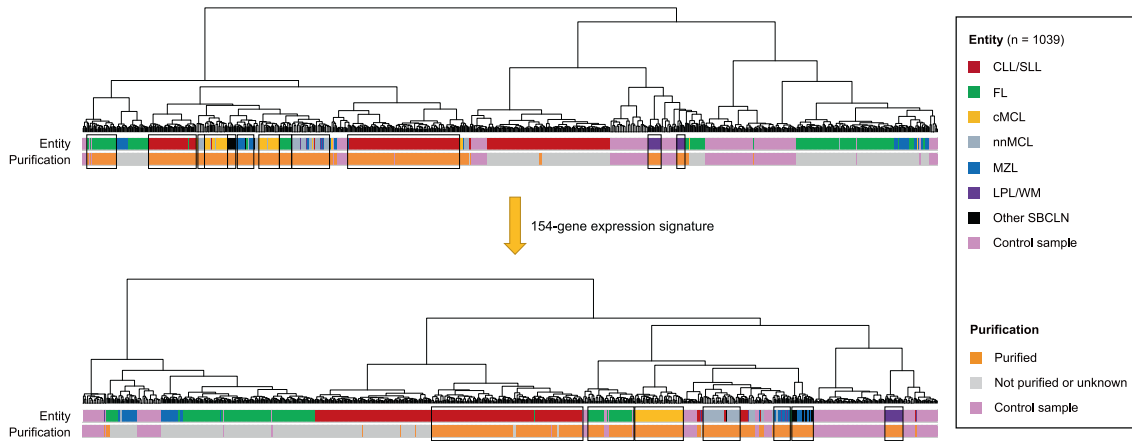 Entity
Purification
154-gene expression signature
Entity
Purification
Entity (n = 1039)
CLL/SLL
FL
cMCL
nnMCL
MZL
LPL/WM
Other SBCLN
Control sample
Purification
Purified
Not purified or unknown
Control sample